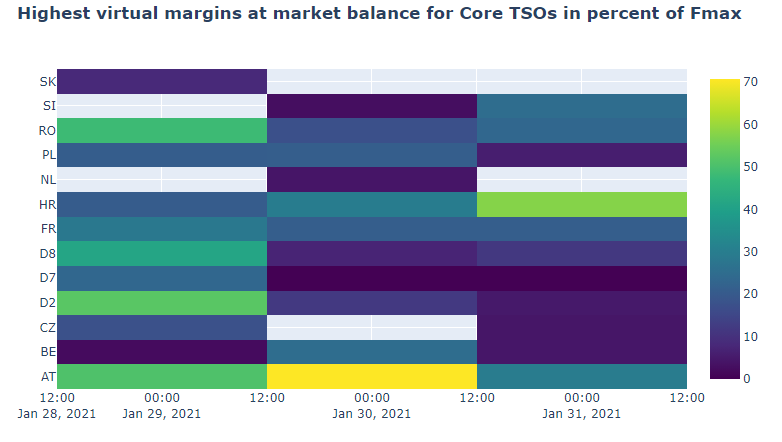 Highest virtual margins at market balance for Core TSOs in percent of Fmax
SK
SI
RO
PL
NL
HR
FR
D8
D7
D2
CZ
BE
AT
12:00 00:00 12:00 00:00 12:00 00:00 12:00
Jan 28, 2021 Jan 29, 2021 Jan 30, 2021 Jan 31, 2021
70
60
50
40
30
20
10
0